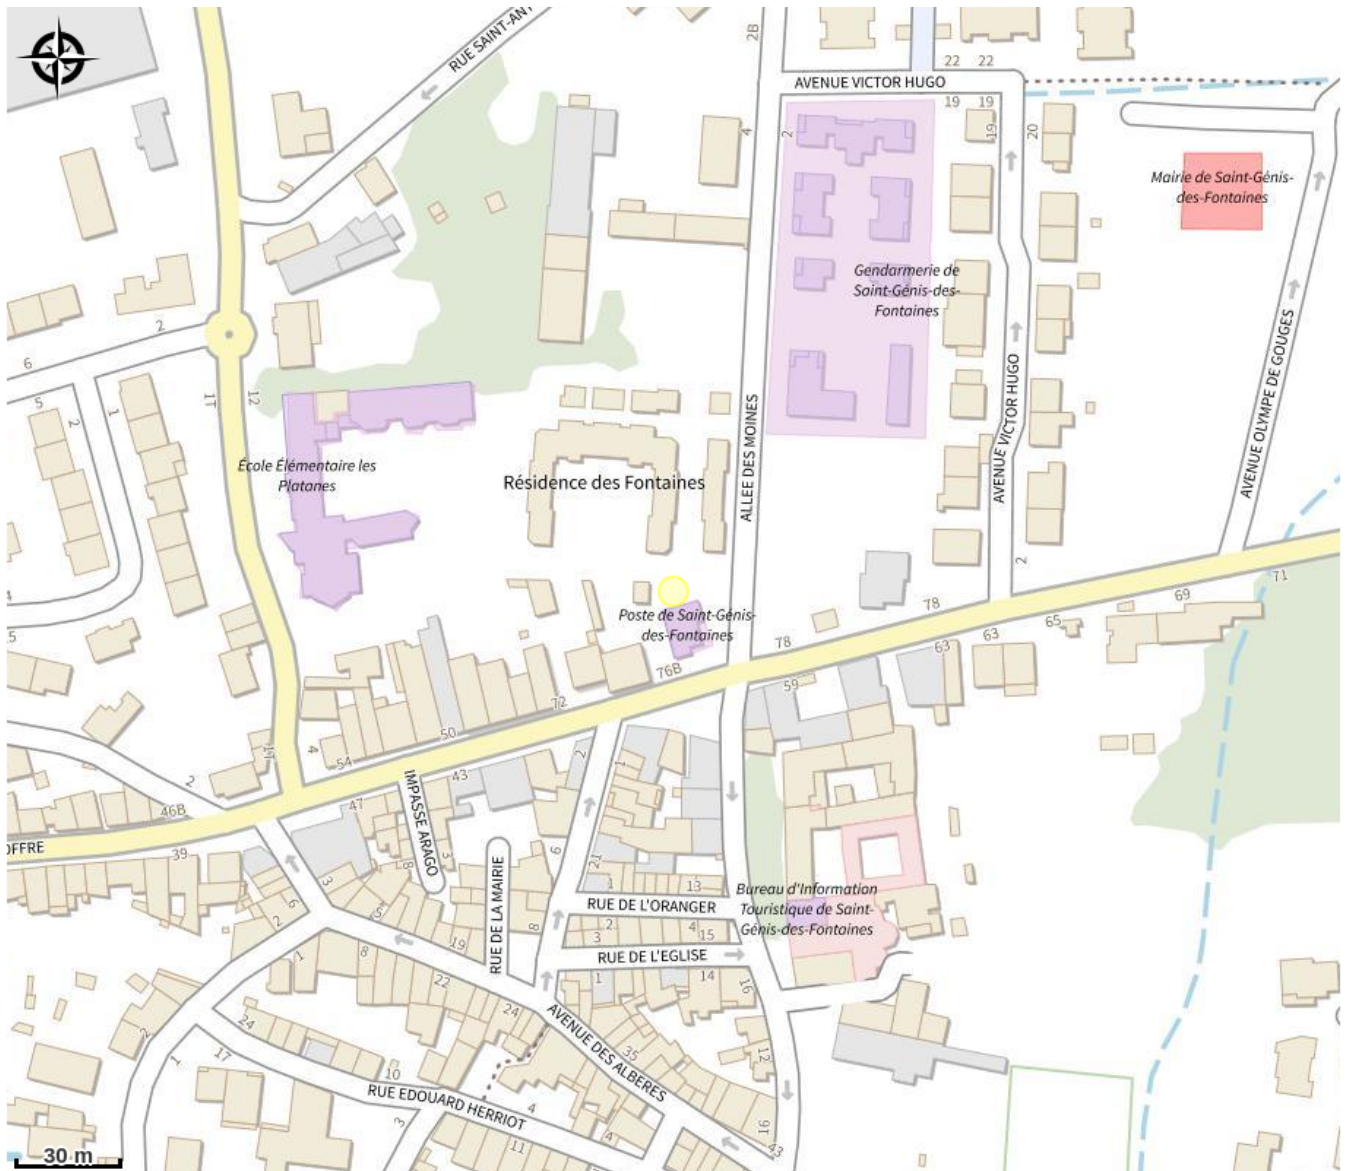 RUE SAINT-ANT
2B
22 22
AVENUE VICTOR HUGO
19 19
4
2
19
20
Mairie de Saint-Génis-
des-Fontaines
Gendarmerie de
Saint-Génis-des-
Fontaines
2
6
5
2
1
1T
12
AVENUE OLYMPE DE GOUGES
AVENUE VICTOR HUGO
ALLEE DES MOINES
École Élémentaire les
Platanes
Résidence des Fontaines
2
71
69
78
65
63
63
Poste de Saint-Génis-
des-Fontaines
78
76B
59
72
50
54
4
1T
43
47
2
46B
2
1
IMPASSE ARAGO
OFFRE
39
3
8
6
21
RUE DE LA MAIRIE
1
13
Bureau d'Information
Touristique de Saint-
Génis-des-Fontaines
RUE DE L'ORANGER
3
6
5
2
8
2
3
4
15
19
RUE DE L'EGLISE
1
8
22
1
14
16
24
AVENUE DES ALBERES
24
2
17
35
12
1
10
RUE EDOUARD HERRIOT
3
4
11
4
16
43
30 m